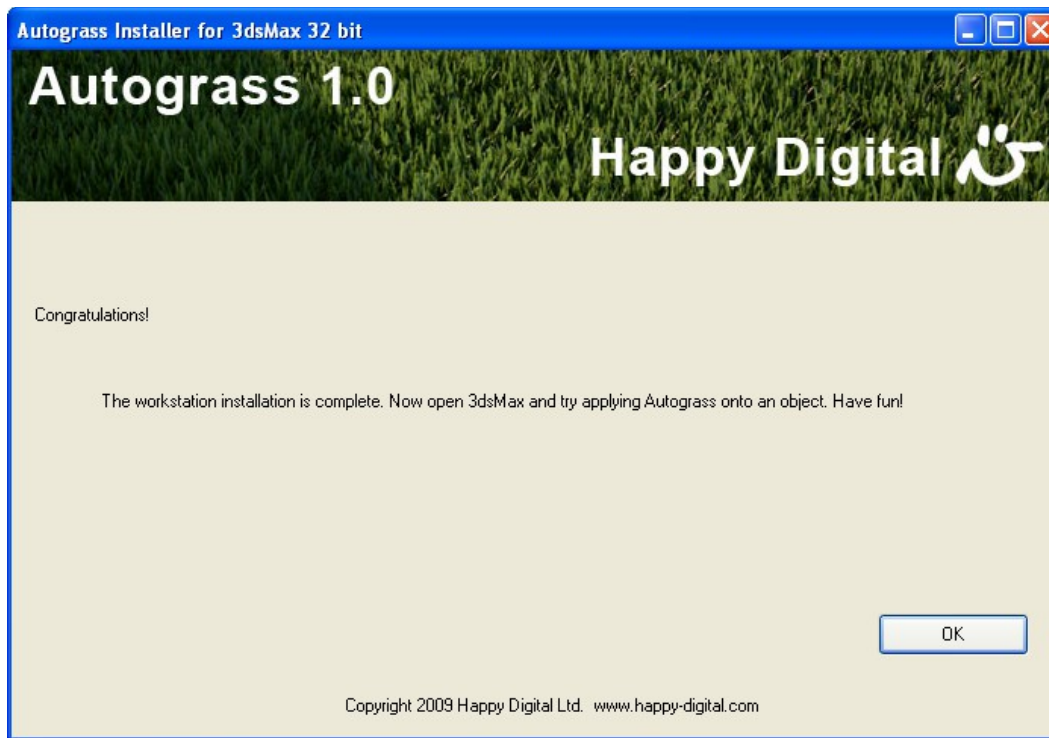 Autograss Installer for 3dsMax 32 bit
Autograss 1.0
Happy Digital
Congratulations!
The workstation installation is complete. Now open 3dsMax and try applying Autograss onto an object. Have fun!
OK
Copyright 2009 Happy Digital Ltd. www.happy-digital.com